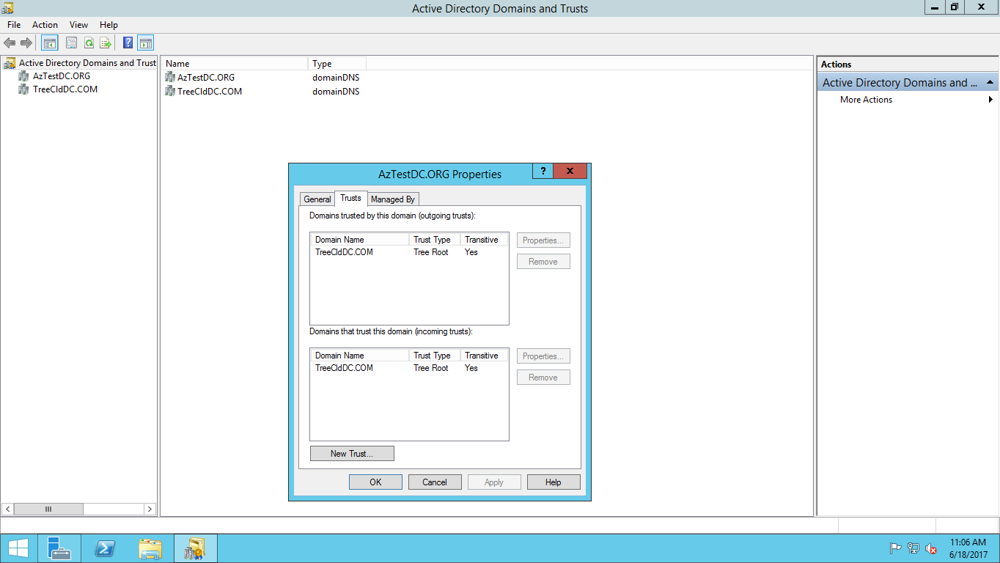 Active Directory Domains and Trusts
File Action View Help
Active Directory Domains and Trust
AzTestDC.ORG
TreeCldDC.COM
Name Type
AzTestDC.ORG domainDNS
TreeCldDC.COM domainDNS
Actions
Active Directory Domains and ...
More Actions
AzTestDC.ORG Properties
General Trusts Managed By
Domains trusted by this domain (outgoing trusts):
Domain Name Trust Type Transitive
TreeCldDC.COM Tree Root Yes
Properties...
Remove
Domains that trust this domain (incoming trusts):
Domain Name Trust Type Transitive
TreeCldDC.COM Tree Root Yes
Properties...
Remove
New Trust...
OK Cancel Apply Help
11:06 AM
6/18/2017